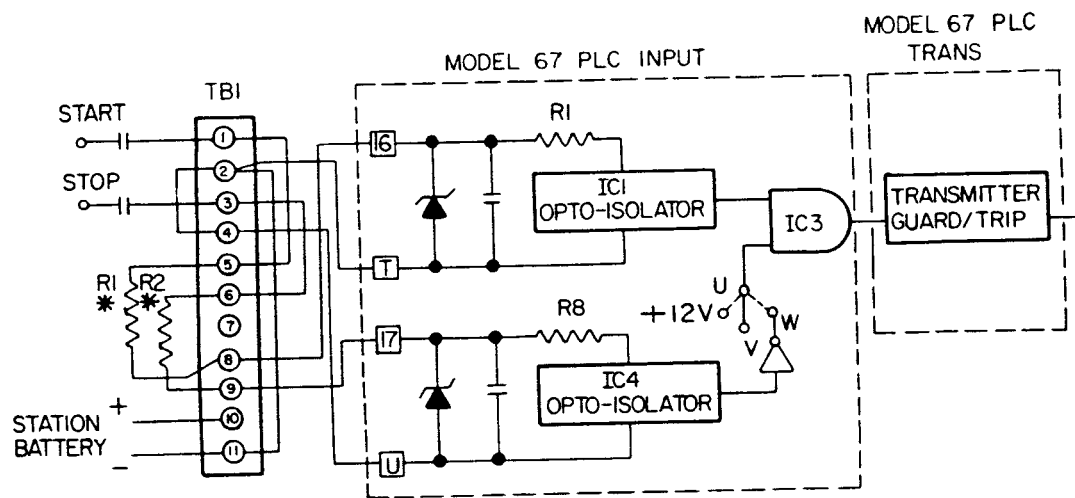 MODEL 67 PLC
TRANS
MODEL 67 PLC INPUT
TB1
START
STOP
1
2
3
4
5
6
7
8
9
10
11
R1
*
R2
*
STATION
BATTERY
+
-
16
T
17
U
R1
IC1
OPTO-ISOLATOR
R8
IC4
OPTO-ISOLATOR
IC3
U
+12V
V
W
TRANSMITTER
GUARD/TRIP